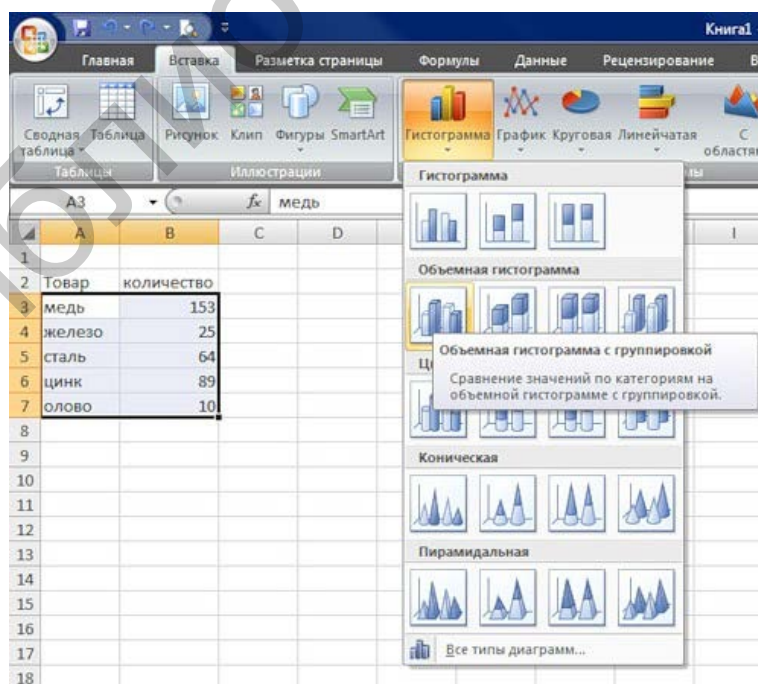 Книга1
Главная Вставка Разметка страницы Формулы Данные Рецензирование В
Сводная таблица Таблица Рисунок Клип Фигуры SmartArt Гистограмма График Круговая Линейчатая С областям
Таблицы Иллюстрации мы
A3 fx медь
A B C D I
1
2 Товар количество
3 медь 153
4 железо 25
5 сталь 64
6 цинк 89
7 олово 10
8
9
10
11
12
13
14
15
16
17
18
Гистограмма
Объемная гистограмма
Объемная гистограмма с группировкой
Сравнение значений по категориям на
объемной гистограмме с группировкой.
Коническая
Пирамидальная
Все типы диаграмм...